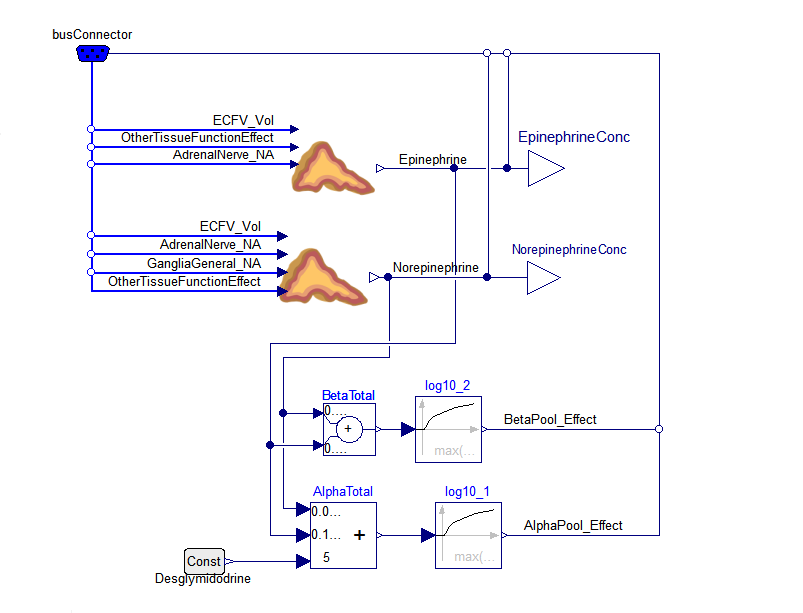 busConnector
ECFV_Vol
OtherTissueFunctionEffect
AdrenalNerve_NA
Epinephrine
EpinephrineConc
ECFV_Vol
AdrenalNerve_NA
GangliaGeneral_NA
OtherTissueFunctionEffect
Norepinephrine
NorepinephrineConc
log10_2
BetaTotal
0....
+
0....
max(...
BetaPool_Effect
AlphaTotal
log10_1
0.0...
0.1...
+
5
max(...
AlphaPool_Effect
Const
Desglymidodrine